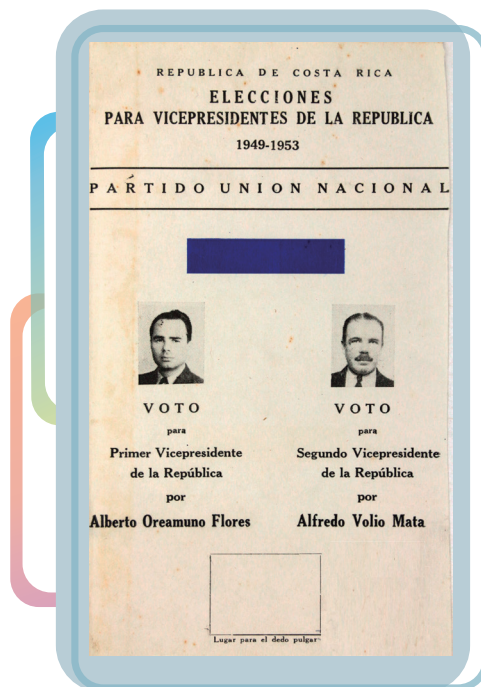 REPUBLICA DE COSTA RICA
ELECCIONES
PARA VICEPRESIDENTES DE LA REPUBLICA
1949-1953
PARTIDO UNION NACIONAL
VOTO
para
Primer Vicepresidente
de la República
por
Alberto Oreamuno Flores
VOTO
para
Segundo Vicepresidente
de la República
por
Alfredo Volio Mata
Lugar para el dedo pulgar